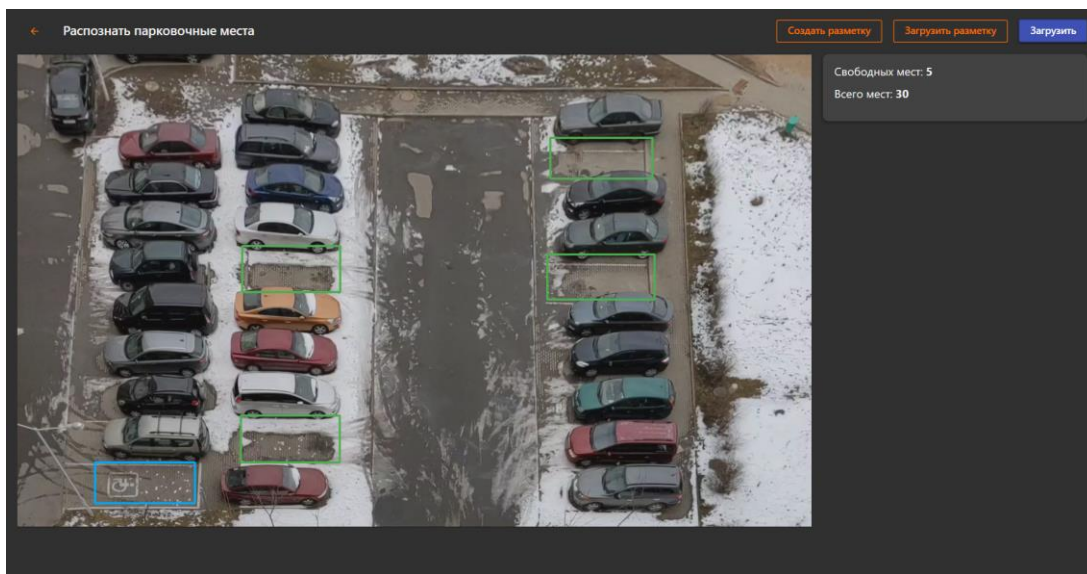 ← Распознать парковочные места
Создать разметку
Загрузить разметку
Загрузить
Свободных мест: 5
Всего мест: 30